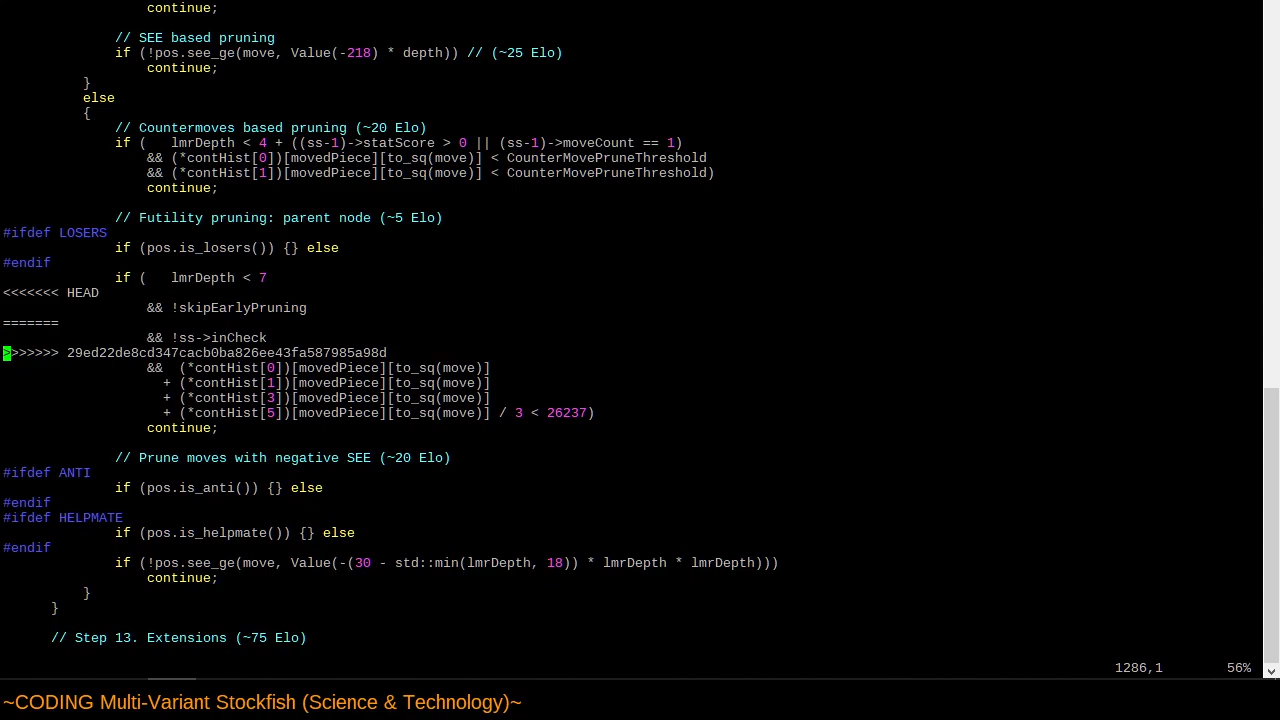 continue;
// SEE based pruning
if (!pos.see_ge(move, Value(-218) * depth)) // (~25 Elo)
continue;
}
else
{
// Countermoves based pruning (~20 Elo)
if (   lmrDepth < 4 + ((ss-1)->statScore > 0 || (ss-1)->moveCount == 1)
&& (*contHist[0])[movedPiece][to_sq(move)] < CounterMovePruneThreshold
&& (*contHist[1])[movedPiece][to_sq(move)] < CounterMovePruneThreshold)
continue;
// Futility pruning: parent node (~5 Elo)
#ifdef LOSERS
if (pos.is_losers()) {} else
#endif
if (   lmrDepth < 7
<<<<<<< HEAD
&& !skipEarlyPruning
=======
&& !ss->inCheck
>>>>>>> 29ed22de8cd347cacb0ba826ee43fa587985a98d
&&  (*contHist[0])[movedPiece][to_sq(move)]
+ (*contHist[1])[movedPiece][to_sq(move)]
+ (*contHist[3])[movedPiece][to_sq(move)]
+ (*contHist[5])[movedPiece][to_sq(move)] / 3 < 26237)
continue;
// Prune moves with negative SEE (~20 Elo)
#ifdef ANTI
if (pos.is_anti()) {} else
#endif
#ifdef HELPMATE
if (pos.is_helpmate()) {} else
#endif
if (!pos.see_ge(move, Value(-(30 - std::min(lmrDepth, 18)) * lmrDepth * lmrDepth)))
continue;
}
}
// Step 13. Extensions (~75 Elo)
1286,1 56%
~CODING Multi-Variant Stockfish (Science & Technology)~